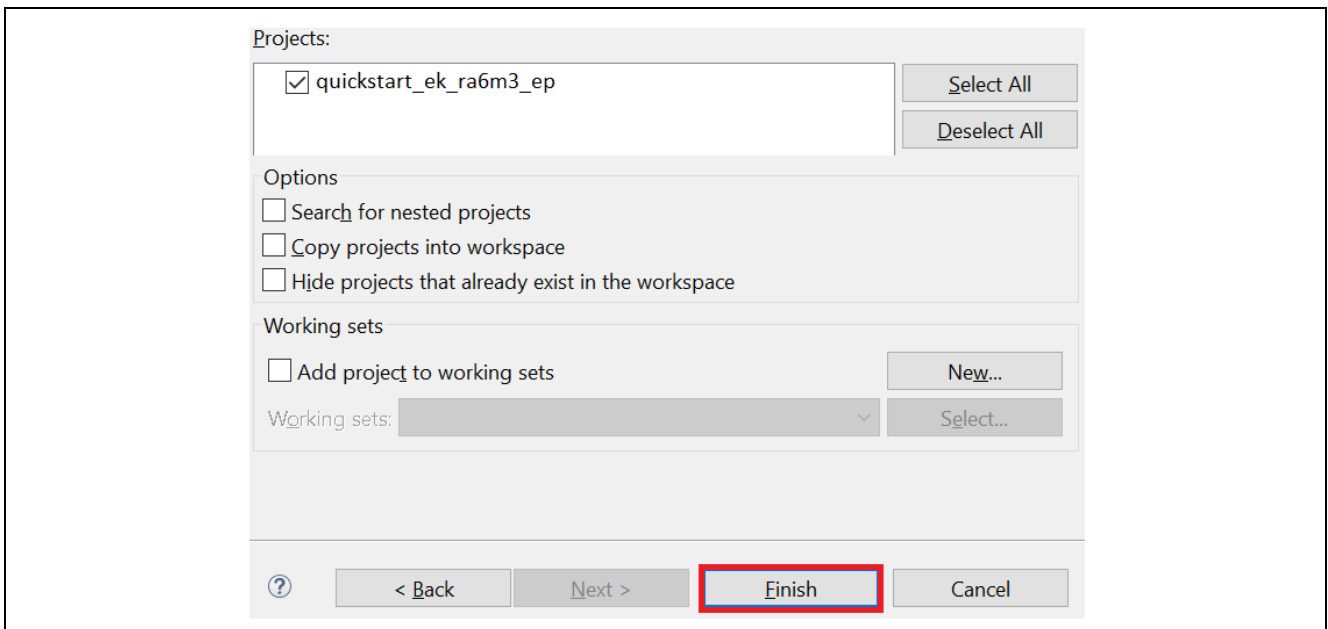 Projects:
quickstart_ek_ra6m3_ep
Select All
Deselect All
Options
Search for nested projects
Copy projects into workspace
Hide projects that already exist in the workspace
Working sets
Add project to working sets
New...
Working sets:
Select...
?
< Back
Next >
Finish
Cancel